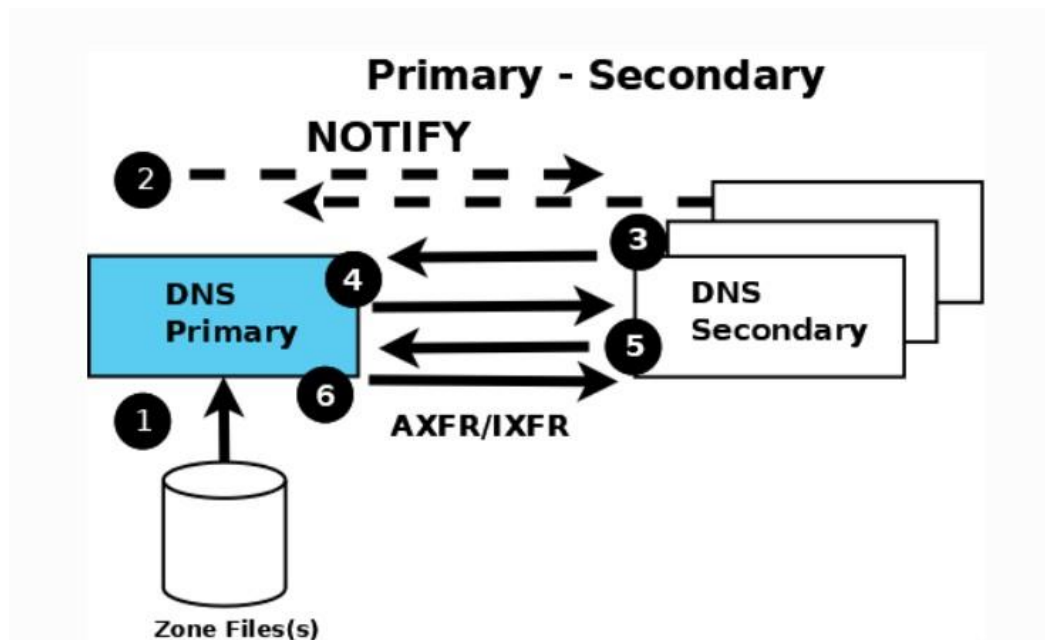 Primary - Secondary
NOTIFY
2
3
4
DNS
Primary
DNS
Secondary
5
6
AXFR/IXFR
1
Zone Files(s)